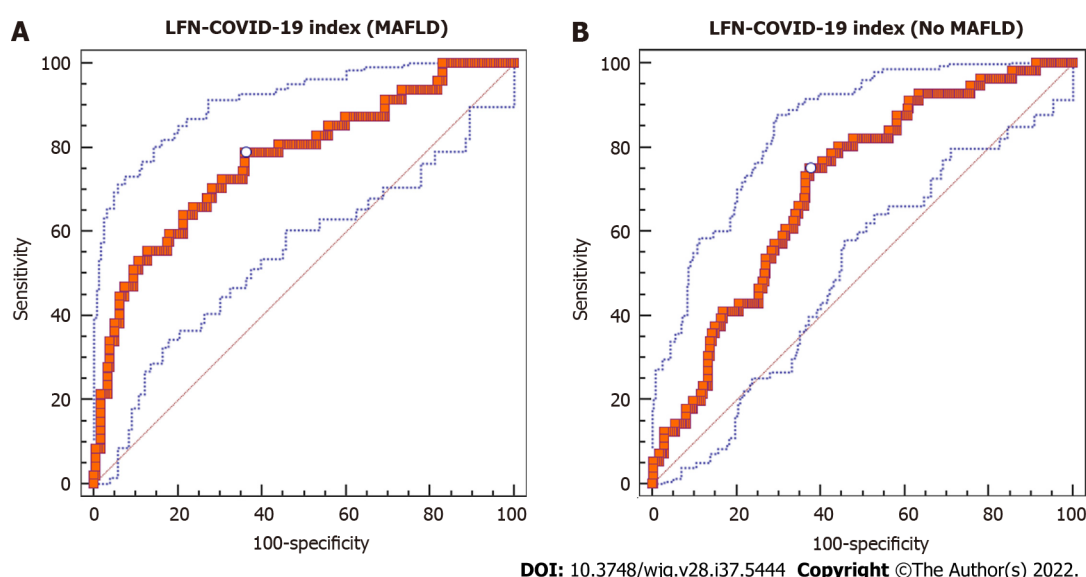 A
LFN-COVID-19 index (MAFLD)
100
80
60
40
20
0
Sensitivity
0 20 40 60 80 100
100-specificity
B
LFN-COVID-19 index (No MAFLD)
100
80
60
40
20
0
Sensitivity
0 20 40 60 80 100
100-specificity
DOI: 10.3748/wjg.v28.i37.5444 Copyright ©The Author(s) 2022.